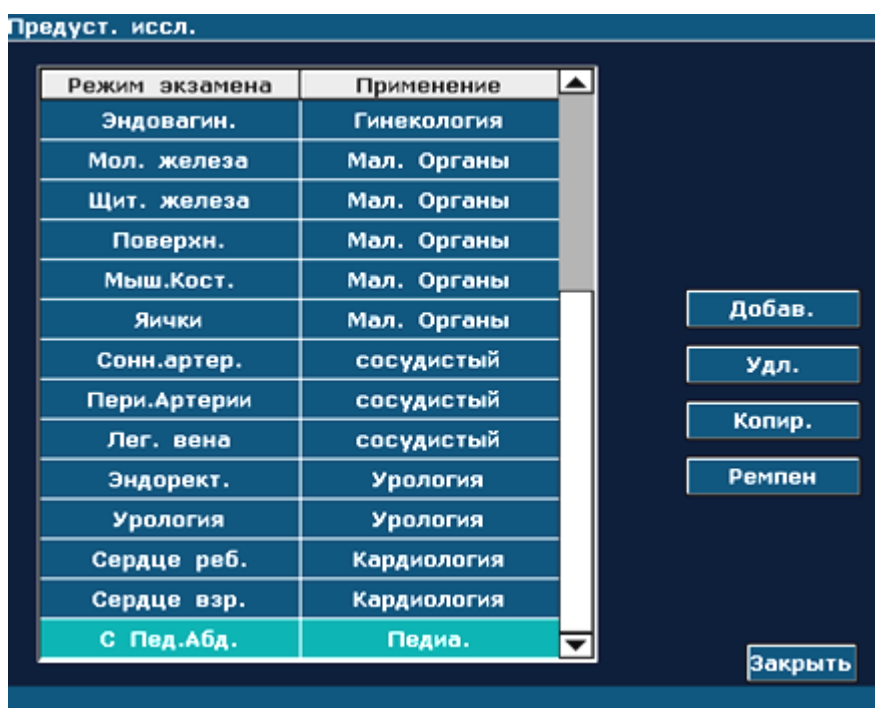 Предуст. иссл.
Режим экзамена Применение
Эндовагин. Гинекология
Мол. железа Мал. Органы
Щит. железа Мал. Органы
Поверхн. Мал. Органы
Мыш.Кост. Мал. Органы
Яички Мал. Органы
Сонн.артер. сосудистый
Пери.Артерии сосудистый
Лег. вена сосудистый
Эндорект. Урология
Урология Урология
Сердце реб. Кардиология
Сердце взр. Кардиология
С Пед.Абд. Педиа.
Добав.
Удл.
Копир.
Ремпен
Закрыть